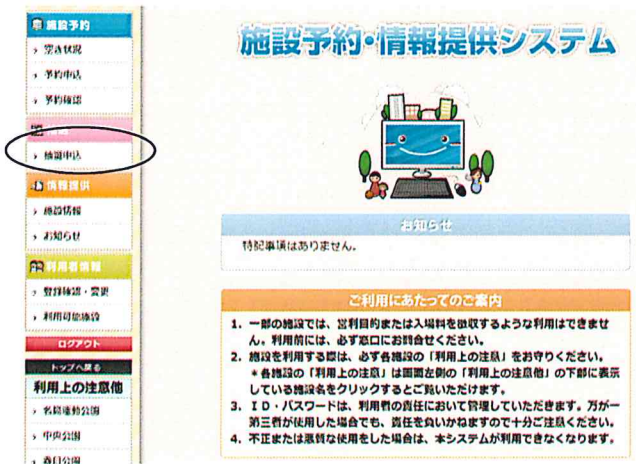 施設予約
› 空き状況
› 予約申込
› 予約確認
抽選
› 抽選申込
情報提供
› 施設情報
› お知らせ
利用者情報
› 登録確認・変更
› 利用可能施設
ログアウト
トップへ戻る
利用上の注意他
› 名籍運動公園
› 中央公園
› 春日公園
施設予約・情報提供システム
お知らせ
特記事項はありません。
ご利用にあたってのご案内
1. 一部の施設では、営利目的または入場料を徴収するような利用はできませ
ん。利用前には、必ず窓口にお問合せください。
2. 施設を利用する際は、必ず各施設の「利用上の注意」をお守りください。
＊各施設の「利用上の注意」は画面左側の「利用上の注意他」の下部に表示
している施設名をクリックするとご覧いただけます。
3. ＩＤ・パスワードは、利用者の責任において管理していただきます。万が一
第三者が使用した場合でも、責任を負いかねますので十分ご注意ください。
4. 不正または悪質な使用をした場合は、本システムが利用できなくなります。